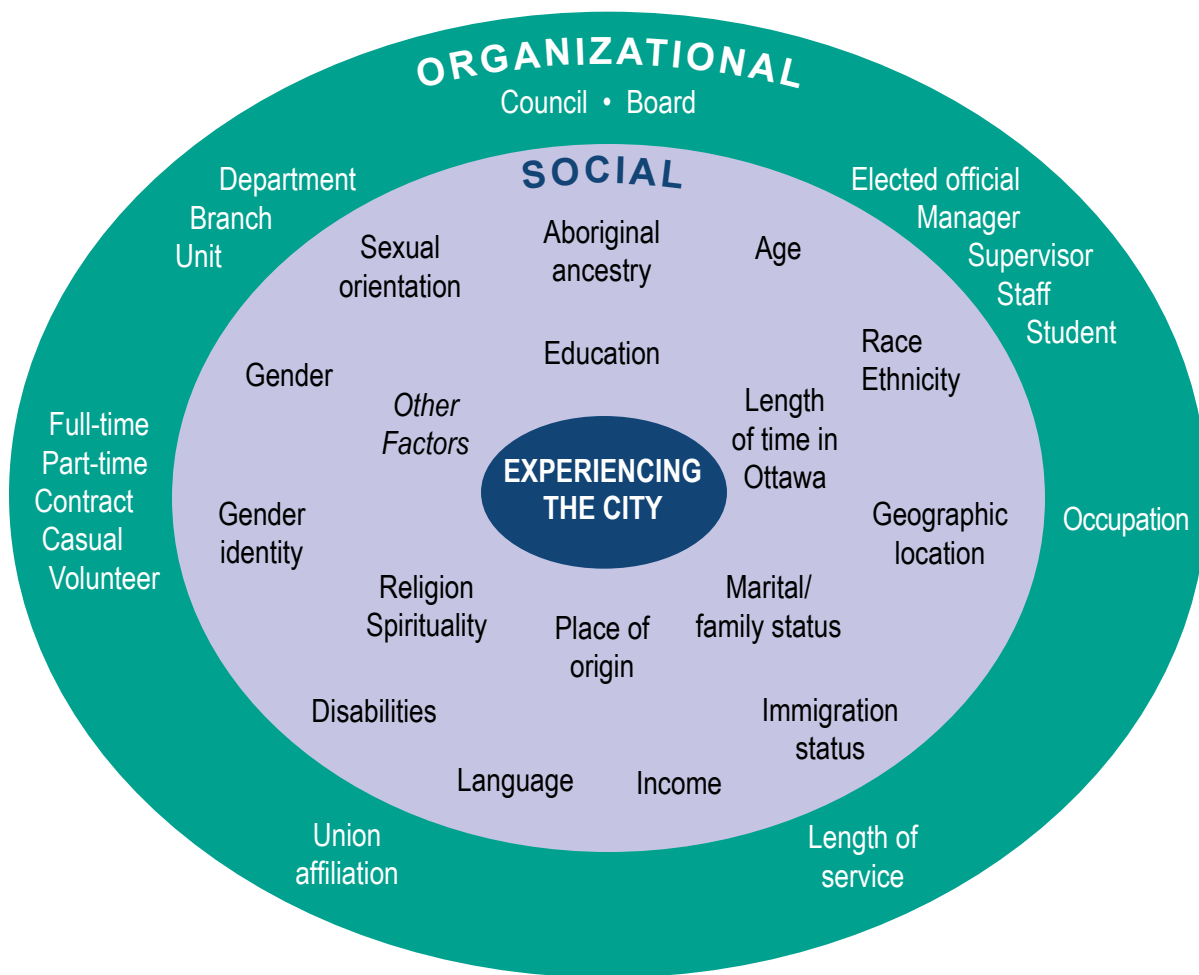 ORGANIZATIONAL
Council • Board
Department
Branch
Unit
Elected official
Manager
Supervisor
Staff
Student
Full-time
Part-time
Contract
Casual
Volunteer
Occupation
Union
affiliation
Length of
service
SOCIAL
Sexual
orientation
Aboriginal
ancestry
Age
Gender
Education
Race
Ethnicity
Other
Factors
Length
of time in
Ottawa
Gender
identity
Geographic
location
Religion
Spirituality
Place of
origin
Marital/
family status
Disabilities
Immigration
status
Language
Income
EXPERIENCING
THE CITY